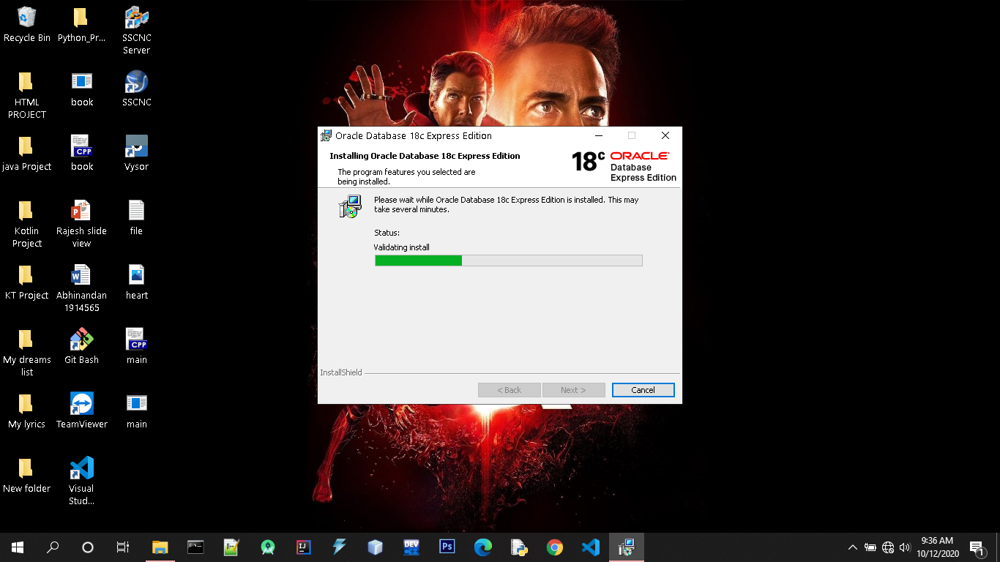 Recycle Bin
Python_Pr...
SSCNC
Server
HTML
PROJECT
book
SSCNC
java Project
DEV
CPP
book
Vysor
Kotlin
Project
Rajesh slide
view
file
KT Project
Abhinandan
1914565
heart
My dreams
list
Git Bash
DEV
CPP
main
My lyrics
TeamViewer
main
New folder
Visual
Stud...
Oracle Database 18c Express Edition
Installing Oracle Database 18c Express Edition
The program features you selected are
being installed.
18c ORACLE
Database
Express Edition
Please wait while Oracle Database 18c Express Edition is installed. This may
take several minutes.
Status:
Validating install
InstallShield
< Back
Next >
Cancel
IJ
DEV
Ps
9:36 AM
10/12/2020
1